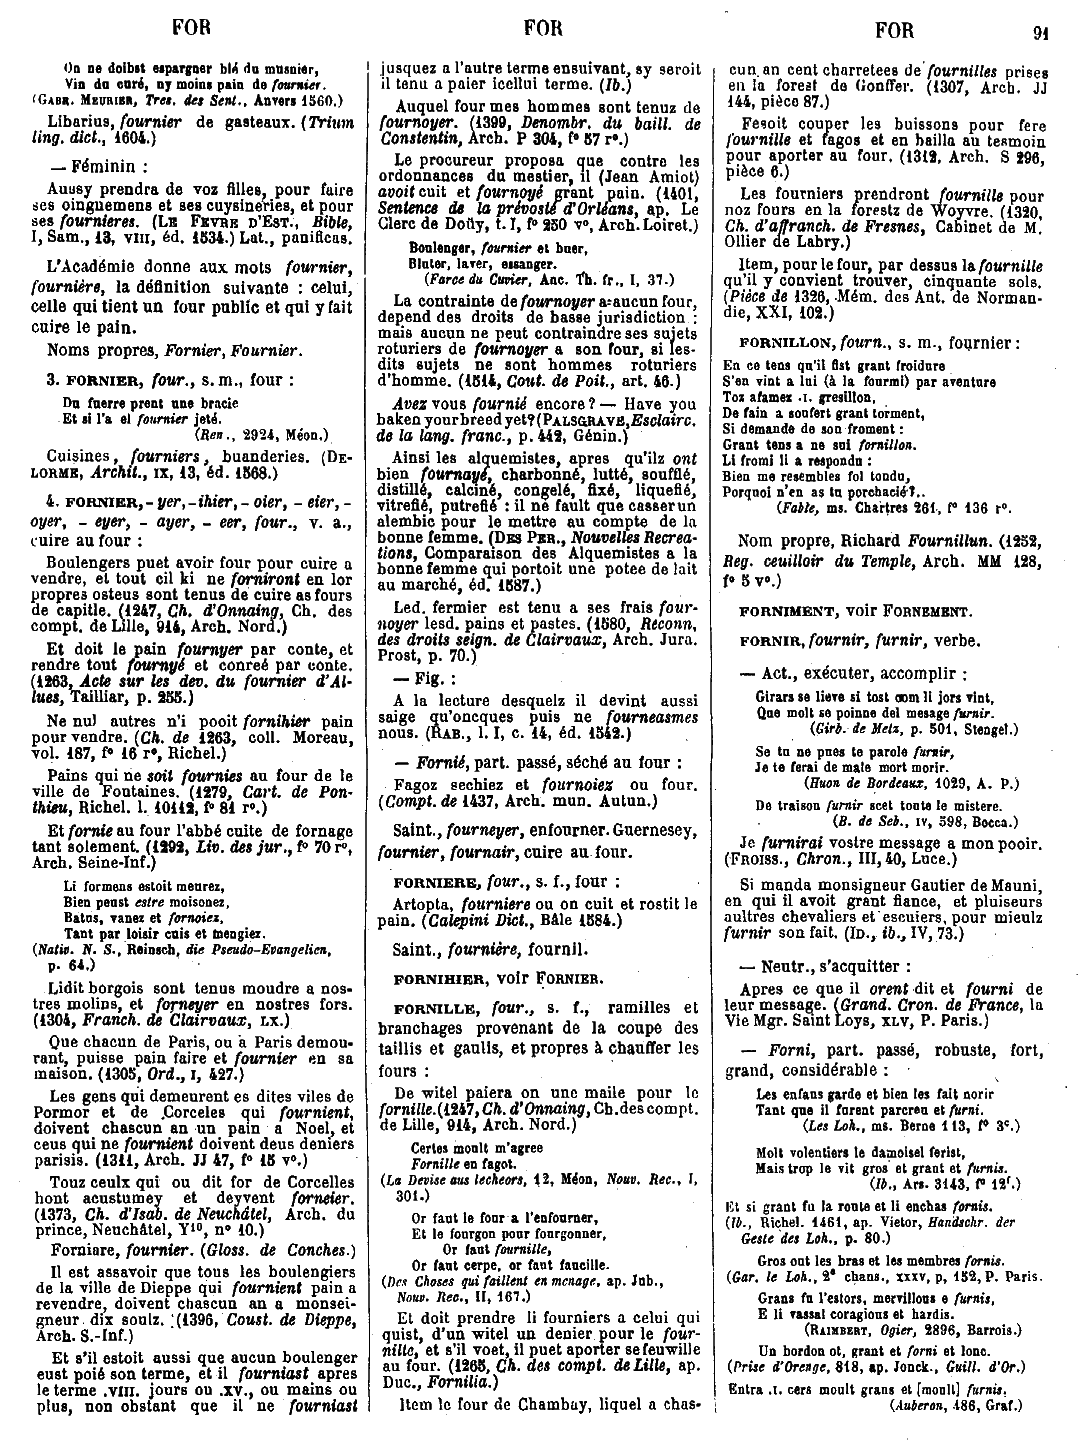 FOR
FOR
FOR
91
On ne doibst espargner blé du musnier,
Vin du curé, ny moins pain de fournier.
(GABR. MEURIER, Tres. des Sent., Anvers 1560.)
Libarius, fournier de gasteaux. (Trium
ling. dict., 1604.)
— Féminin :
Aussy prendra de voz filles, pour faire
ses oinguemens et ses cuysinéries, et pour
ses fournieres. (LE FEVRE D'EST., Bible,
I, Sam., 13, VIII, éd. 1534.) Lat., panificas.
L'Académie donne aux mots fournier,
fournière, la définition suivante : celui,
celle qui tient un four public et qui y fait
cuire le pain.
Noms propres, Fornier, Fournier.
3. FORNIER, four., s. m., four :
Du fuerre prent une bracie
Et si l'a el fournier jeté.
(Ren., 2924, Méon.)
Cuisines, fourniers, buanderies. (DE-
LORME, Archit., IX, 13, éd. 1568.)
4. FORNIER, - yer, -ihier, - oier, - eier, -
oyer, - eyer, - ayer, - eer, four., v. a.,
cuire au four :
Boulengers puet avoir four pour cuire a
vendre, et tout cil ki ne forniront en lor
propres osteus sont tenus de cuire as fours
de capitle. (1247, Ch. d'Onnaing, Ch. des
compt. de Lille, 914, Arch. Nord.)
Et doit le pain fournyer par conte, et
rendre tout fournyé et conreé par conte.
(1263, Acte sur les dev. du fournier d'Al-
lues, Tailliar, p. 255.)
Ne nul autres n'i pooit fornihier pain
pour vendre. (Ch. de 1263, coll. Moreau,
vol. 187, f° 16 r°, Richel.)
Pains qui ne soit fournies au four de le
ville de Fontaines. (1279, Cart. de Pon-
thieu, Richel. l. 10112, f° 81 r°.)
Et fornie au four l'abbé cuite de fornage
tant solement. (1292, Liv. des jur., f° 70 r°,
Arch. Seine-Inf.)
Li formens estoit meurez,
Bien peust estre moisonez,
Batus, vanez et fornoiez,
Tant par loisir cuis et mengiez.
(Nativ. N. S., Reinsch, die Pseudo-Evangelien,
p. 64.)
Lidit borgois sont tenus moudre a nos-
tres molins, et forneyer en nostres fors.
(1304, Franch. de Clairvaux, LX.)
Que chacun de Paris, ou a Paris demou-
rant, puisse pain faire et fournier en sa
maison. (1305, Ord., I, 427.)
Les gens qui demeurent es dites viles de
Pormor et de Corceles qui fournient,
doivent chascun an un pain a Noel, et
ceus qui ne fournient doivent deus deniers
parisis. (1311, Arch. JJ 47, f° 15 v°.)
Touz ceulx qui ou dit for de Corcelles
hont acustumey et deyvent forneier.
(1373, Ch. d'Isab. de Neuchâtel, Arch. du
prince, Neuchâtel, Y10, n° 10.)
Forniare, fournier. (Gloss. de Conches.)
Il est assavoir que tous les boulengiers
de la ville de Dieppe qui fournient pain a
revendre, doivent chascun an a monsei-
gneur dix soulz. (1396, Coust. de Dieppe,
Arch. S.-Inf.)
Et s'il estoit aussi que aucun boulenger
eust poié son terme, et il fourniast apres
le terme .VIII. jours ou .XV., ou mains ou
plus, non obstant que il ne fourniast
jusquez a l'autre terme ensuivant, sy seroit
il tenu a paier icellui terme. (Ib.)
Auquel four mes hommes sont tenuz de
fournoyer. (1399, Denombr. du baill. de
Constentin, Arch. P 304, f° 57 r°.)
Le procureur proposa que contre les
ordonnances du mestier, il (Jean Amiot)
avoit cuit et fournoyé grant pain. (1401,
Sentence de la prévosté d'Orléans, ap. Le
Clerc de Douy, t. I, f° 250 v°, Arch. Loiret.)
Boulenger, fournier et buer,
Bluter, laver, essanger.
(Farce du Cuvier, Anc. Th. fr., I, 37.)
La contrainte de fournoyer a aucun four,
depend des droits de basse jurisdiction :
mais aucun ne peut contraindre ses sujets
roturiers de fournoyer a son four, si les-
dits sujets ne sont hommes roturiers
d'homme. (1514, Cout. de Poit., art. 46.)
Avez vous fournié encore? — Have you
baken your breed yet? (PALSGRAVE, Esclairc.
de la lang. franc., p. 442, Génin.)
Ainsi les alquemistes, apres qu'ilz ont
bien fournayé, charbonné, lutté, soufflé,
distillé, calciné, congelé, fixé, liquefié,
vitrefié, putrefié : il ne fault que casser un
alembic pour le mettre au compte de la
bonne femme. (DES PER., Nouvelles Recrea-
tions, Comparaison des Alquemistes a la
bonne femme qui portoit une potee de lait
au marché, éd. 1587.)
Led. fermier est tenu a ses frais four-
noyer lesd. pains et pastes. (1580, Reconn.
des droits seign. de Clairvaux, Arch. Jura.
Prost, p. 70.)
— Fig. :
A la lecture desquelz il devint aussi
saige qu'oncques puis ne fourneasmes
nous. (RAB., l. I, c. 14, éd. 1542.)
— Fornié, part. passé, séché au four :
Fagoz sechiez et fournoiez ou four.
(Compt. de 1437, Arch. mun. Autun.)
Saint., fourneyer, enfourner. Guernesey,
fournier, fournair, cuire au four.
FORNIERE, four., s. f., four :
Artopta, fourniere ou on cuit et rostit le
pain. (Calepini Dict., Bâle 1584.)
Saint., fournière, fournil.
FORNIHIER, voir FORNIER.
FORNILLE, four., s. f., ramilles et
branchages provenant de la coupe des
taillis et gaulis, et propres à chauffer les
fours :
De witel paiera on une maile pour le
fornille. (1247, Ch. d'Onnaing, Ch. des compt.
de Lille, 914, Arch. Nord.)
Certes moult m'agree
Fornille en fagot.
(La Devise aus lecheors, 12, Méon, Nouv. Rec., I,
301.)
Or faut le four a l'enfourner,
Et le fourgon pour fourgonner,
Or faut fournille,
Or faut cerpe, or faut faucille.
(Des Choses qui faillent en menage, ap. Jub.,
Nouv. Rec., II, 167.)
Et doit prendre li fourniers a celui qui
quist, d'un witel un denier pour le four-
nille, et s'il voet, il puet aporter se feuwille
au four. (1265, Ch. des compt. de Lille, ap.
Duc., Fornilia.)
Item le four de Chambuy, liquel a chas-
cun an cent charretees de fournilles prises
en la forest de Gonffer. (1307, Arch. JJ
144, pièce 87.)
Fesoit couper les buissons pour fere
fournille et fagos et en bailla au tesmoin
pour aporter au four. (1312, Arch. S 296,
pièce 6.)
Les fourniers prendront fournille pour
noz fours en la forestz de Woyvre. (1320,
Ch. d'affranch. de Fresnes, Cabinet de M.
Ollier de Labry.)
Item, pour le four, par dessus la fournille
qu'il y convient trouver, cinquante sols.
(Pièce de 1326, Mém. des Ant. de Norman-
die, XXI, 102.)
FORNILLON, fourn., s. m., fournier :
En ce tens qu'il fist grant froidure
S'en vint a lui (à la fourmi) par aventure
Toz afamez .I. gresillon,
De fain a soufert grant torment,
Si demande de son froment :
Grant tens a ne sui fornillon.
Li fromi li a respondu :
Bien me resembles fol tondu,
Porquoi n'en as tu porchacié?..
(Fable, ms. Chartres 261, f° 136 r°.
Nom propre, Richard Fournillun. (1252,
Reg. ceuilloir du Temple, Arch. MM 128,
f° 5 v°.)
FORNIMENT, voir FORNEMENT.
FORNIR, fournir, furnir, verbe.
— Act., exécuter, accomplir :
Girars se lieve si tost com li jors vint,
Que molt se poinne del mesage furnir.
(Girb. de Metz, p. 501, Stengel.)
Se tu ne pues te parole furnir,
Je te ferai de male mort morir.
(Huon de Bordeaux, 1029, A. P.)
De traison furnir scet toute le mistere.
(B. de Seb., IV, 598, Bocca.)
Je furnirai vostre message a mon pooir.
(FROISS., Chron., III, 40, Luce.)
Si manda monsigneur Gautier de Mauni,
en qui il avoit grant fiance, et pluiseurs
aultres chevaliers et escuiers, pour mieulz
furnir son fait. (ID., ib., IV, 73.)
— Neutr., s'acquitter :
Apres ce que il orent dit et fourni de
leur message. (Grand. Cron. de France, la
Vie Mgr. Saint Loys, XLV, P. Paris.)
— Forni, part. passé, robuste, fort,
grand, considérable :
Les enfans garde et bien les fait norir
Tant que il furent parcreu et furni.
(Les Loh., ms. Berne 113, f° 3c.)
Molt volentiers le damoisel ferist,
Mais trop le vit gros et grant et furnis.
(Ib., Ars. 3143, f° 12f.)
Et si grant fu la route et li enchas fornis.
(Ib., Richel. 1461, ap. Vietor, Handschr. der
Geste des Loh., p. 80.)
Gros out les bras et les membres fornis.
(Gar. le Loh., 2e chans., XXXV, p, 152, P. Paris.
Grans fu l'estors, mervillous e furnis,
E li vassal coragious et hardis.
(RAIMBERT, Ogier, 2896, Barrois.)
Un bordon ot, grant et forni et lonc.
(Prise d'Orenge, 818, ap. Jonck., Guill. d'Or.)
Entra .I. cers moult grans et [moult] furnis.
(Auberon, 486, Graf.)